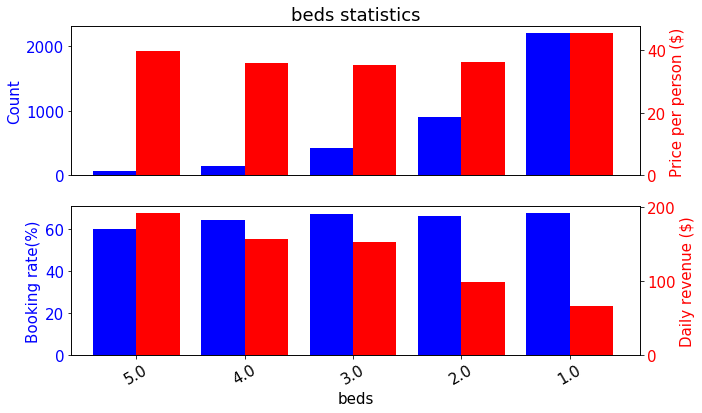 beds statistics
Count
2000
1000
0
Price per person ($)
40
20
0
Booking rate(%)
60
40
20
0
Daily revenue ($)
200
100
0
5.0 4.0 3.0 2.0 1.0
beds